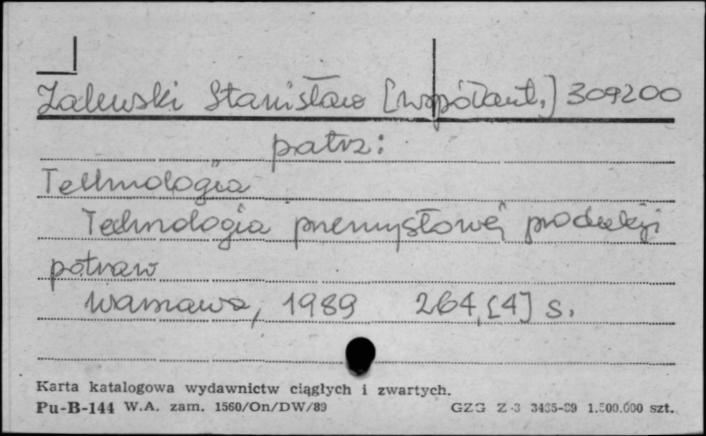 Zalewski Stanisław [współaut.] 309200
patrz:
Technologia
Technologia przemysłowej produkcji
potraw
Warszawa, 1989 264, [4] s.
Karta katalogowa wydawnictw ciągłych i zwartych.
Pu-B-144 W.A. zam. 1560/On/DW/89 GZG Z-3 3435-89 1.500.000 szt.